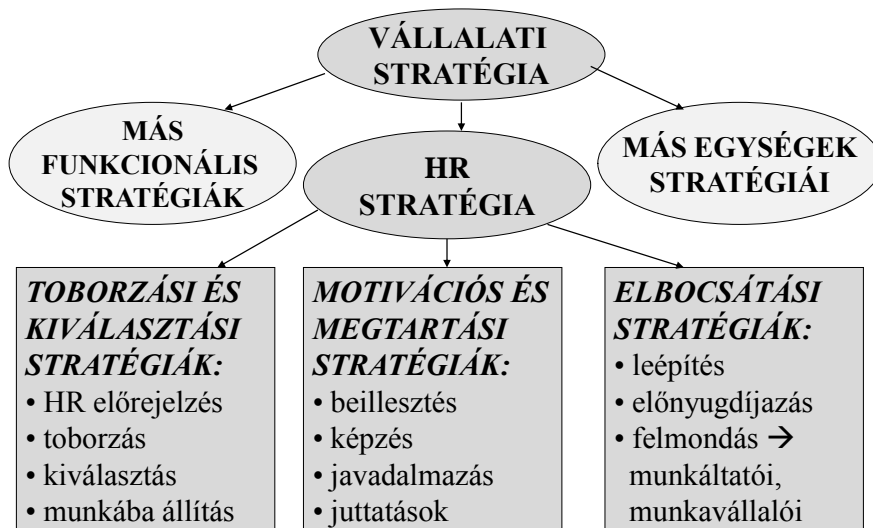 VÁLLALATI
STRATÉGIA
MÁS
FUNKCIONÁLIS
STRATÉGIÁK
HR
STRATÉGIA
MÁS EGYSÉGEK
STRATÉGIÁI
TOBORZÁSI ÉS
KIVÁLASZTÁSI
STRATÉGIÁK:
• HR előrejelzés
• toborzás
• kiválasztás
• munkába állítás
MOTIVÁCIÓS ÉS
MEGTARTÁSI
STRATÉGIÁK:
• beillesztés
• képzés
• javadalmazás
• juttatások
ELBOCSÁTÁSI
STRATÉGIÁK:
• leépítés
• előnyugdíjazás
• felmondás →
munkáltatói,
munkavállalói